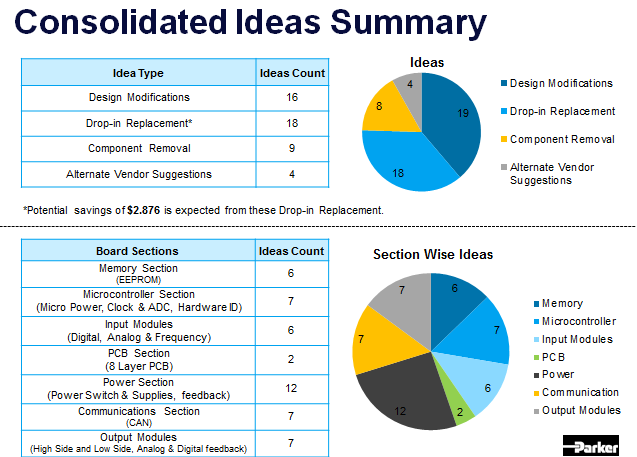 Consolidated Ideas Summary
Idea Type Ideas Count
Design Modifications 16
Drop-in Replacement* 18
Component Removal 9
Alternate Vendor Suggestions 4
*Potential savings of $2.876 is expected from these Drop-in Replacement.
Ideas
4
8
19
18
Design Modifications
Drop-in Replacement
Component Removal
Alternate Vendor
Suggestions
Board Sections Ideas Count
Memory Section
(EEPROM)
6
Microcontroller Section
(Micro Power, Clock & ADC, Hardware ID)
7
Input Modules
(Digital, Analog & Frequency)
6
PCB Section
(8 Layer PCB)
2
Power Section
(Power Switch & Supplies, feedback)
12
Communications Section
(CAN)
7
Output Modules
(High Side and Low Side, Analog & Digital feedback)
7
Section Wise Ideas
7
6
7
7
6
12
2
Memory
Microcontroller
Input Modules
PCB
Power
Communication
Output Modules
Parker